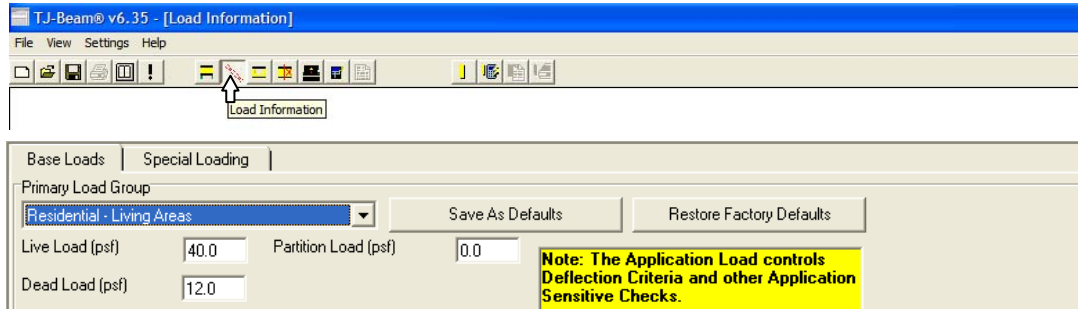 TJ-Beam® v6.35 - [Load Information]
File View Settings Help
Load Information
Base Loads Special Loading
Primary Load Group
Residential - Living Areas Save As Defaults Restore Factory Defaults
Live Load (psf) 40.0 Partition Load (psf) 0.0
Dead Load (psf) 12.0
Note: The Application Load controls
Deflection Criteria and other Application
Sensitive Checks.